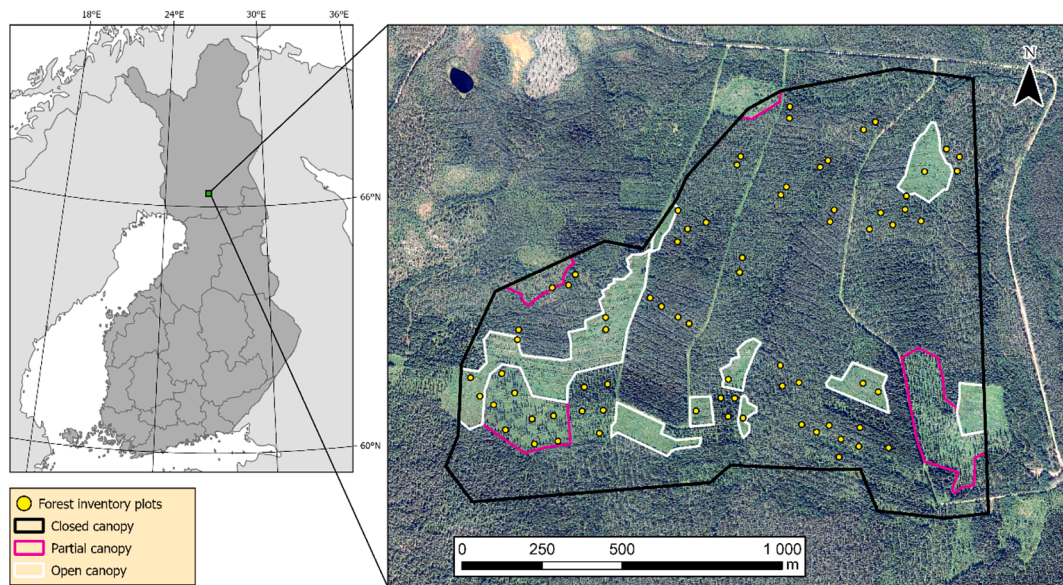 18°E 24°E 30°E 36°E
66°N
60°N
N
Forest inventory plots
Closed canopy
Partial canopy
Open canopy
0 250 500 1 000
m